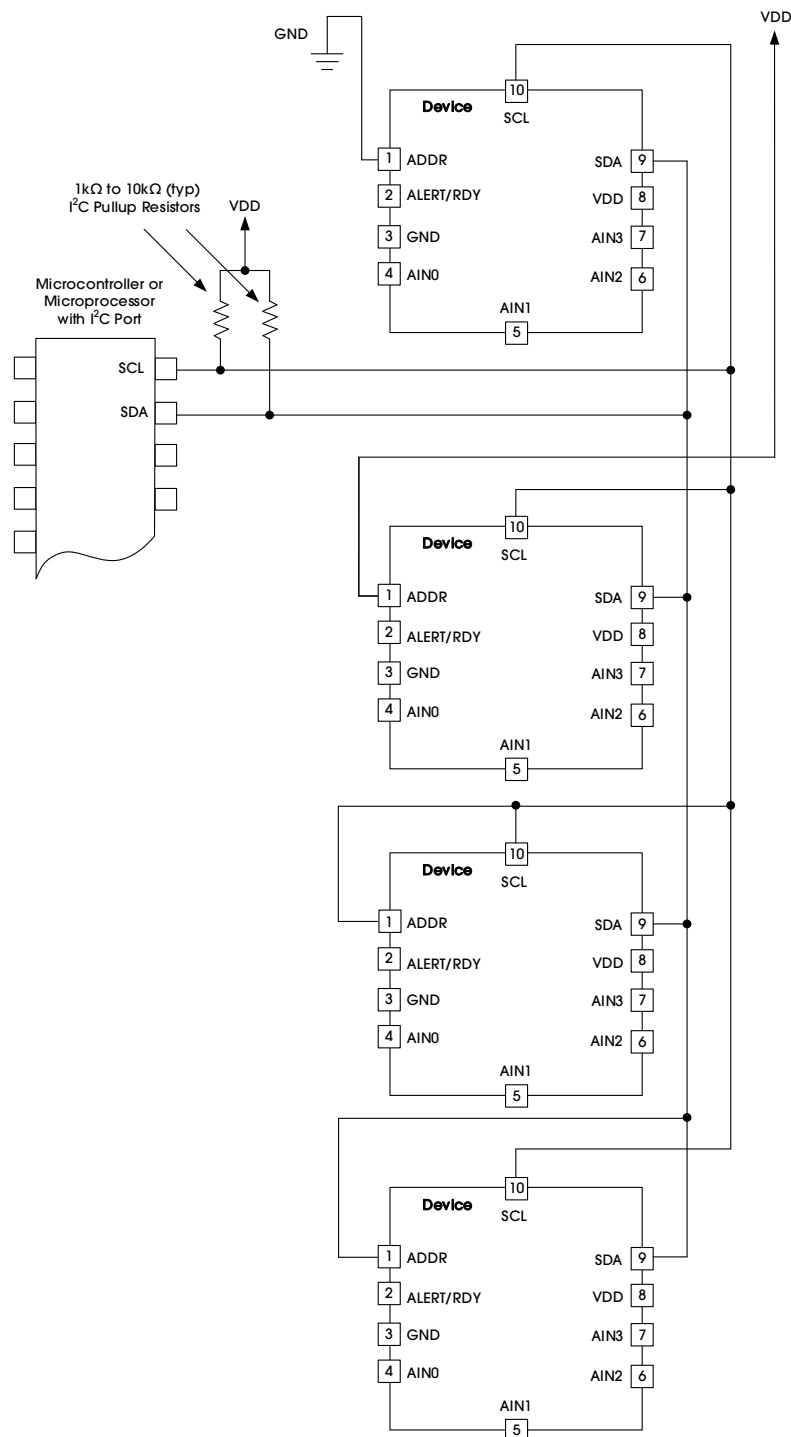 GND
VDD
10
Device
SCL
1 ADDR
SDA 9
2 ALERT/RDY
VDD 8
3 GND
AIN3 7
4 AIN0
AIN2 6
AIN1
5
1kΩ to 10kΩ (typ)
I²C Pullup Resistors
VDD
Microcontroller or
Microprocessor
with I²C Port
SCL
SDA
10
Device
SCL
1 ADDR
SDA 9
2 ALERT/RDY
VDD 8
3 GND
AIN3 7
4 AIN0
AIN2 6
AIN1
5
10
Device
SCL
1 ADDR
SDA 9
2 ALERT/RDY
VDD 8
3 GND
AIN3 7
4 AIN0
AIN2 6
AIN1
5
10
Device
SCL
1 ADDR
SDA 9
2 ALERT/RDY
VDD 8
3 GND
AIN3 7
4 AIN0
AIN2 6
AIN1
5